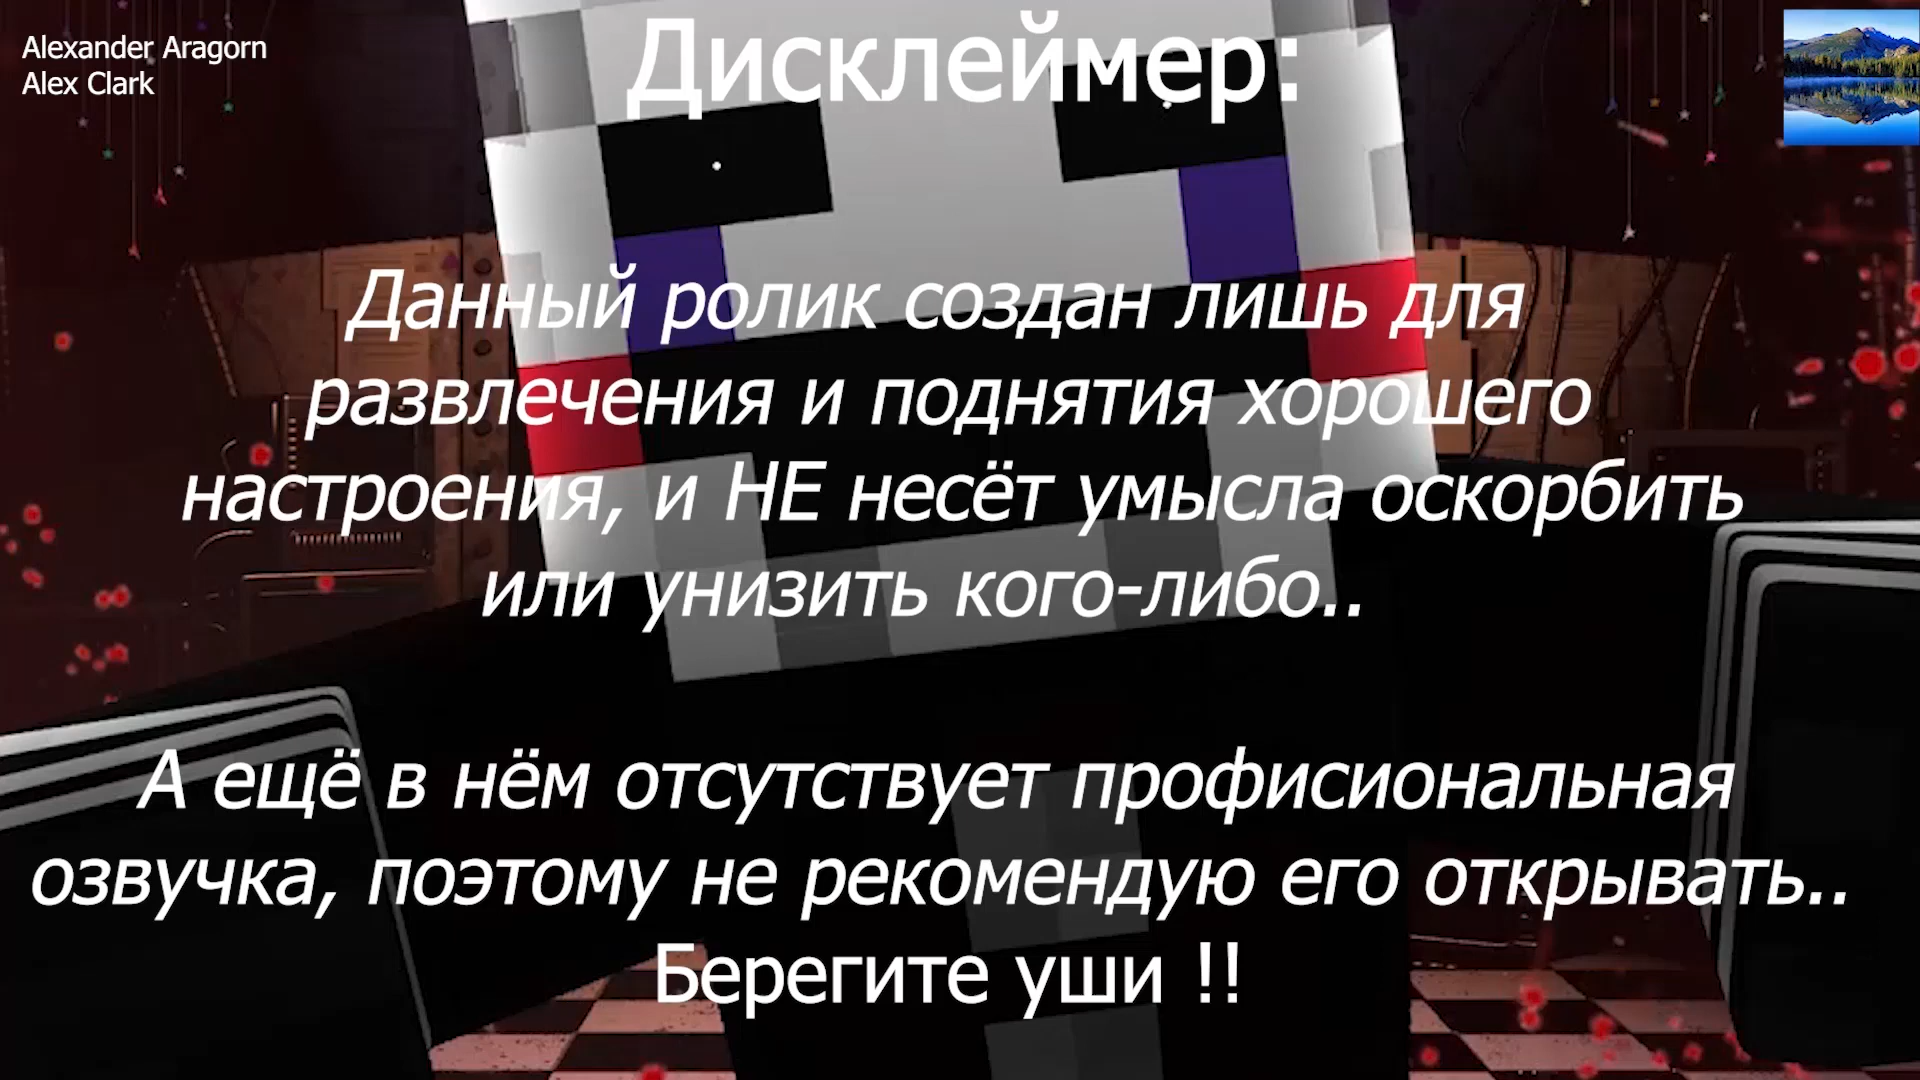 Alexander Aragorn
Alex Clark
Дисклеймер:
Данный ролик создан лишь для
развлечения и поднятия хорошего
настроения, и НЕ несёт умысла оскорбить
или унизить кого-либо..
А ещё в нём отсутствует профисиональная
озвучка, поэтому не рекомендую его открывать..
Берегите уши !!